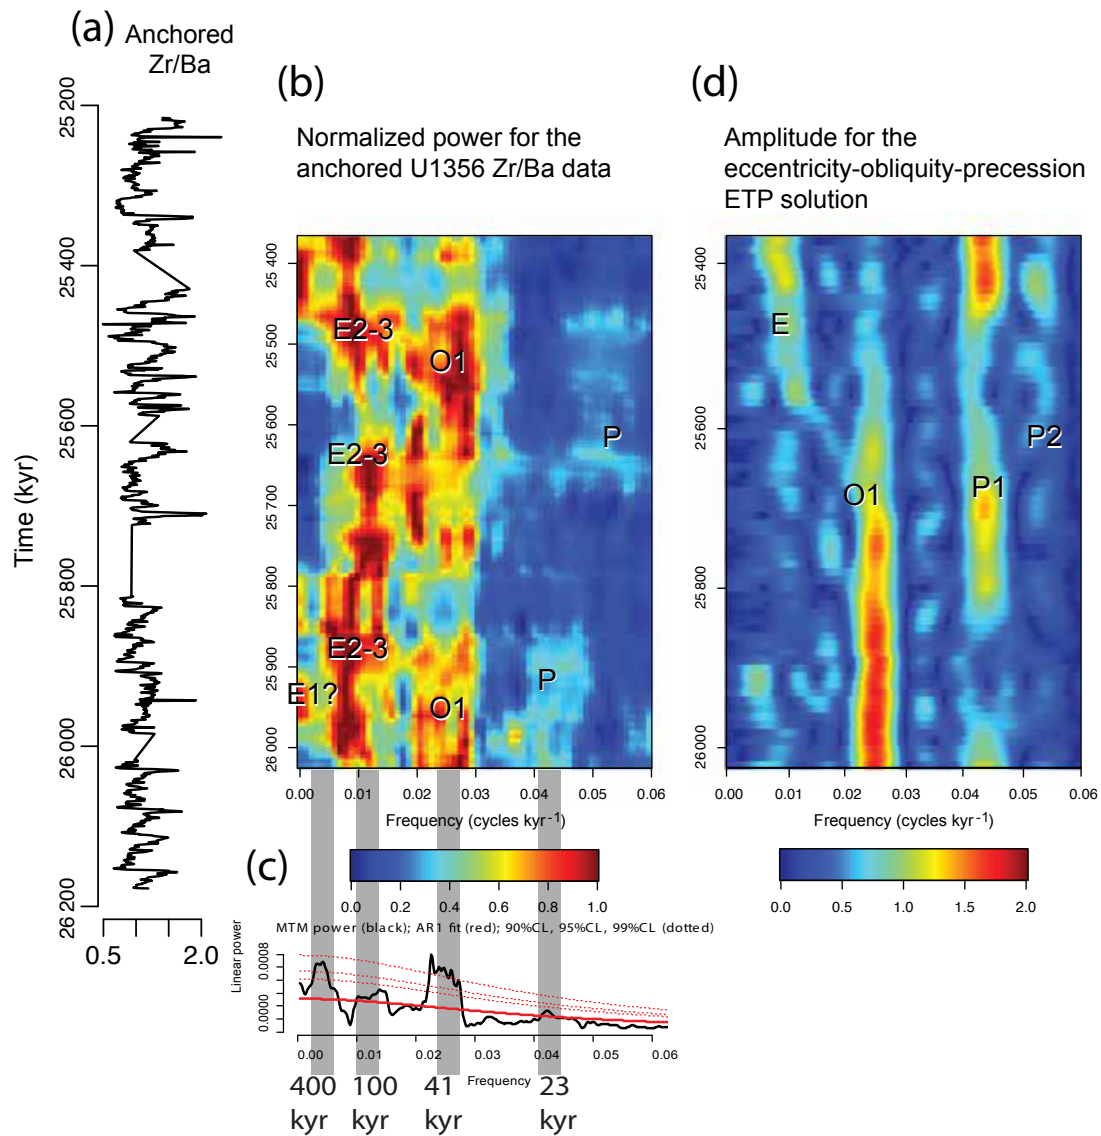 (a)
Anchored
Zr/Ba
Time (kyr)
25 200
25 400
25 600
25 800
26 000
26 200
0.5
2.0
(b)
Normalized power for the
anchored U1356 Zr/Ba data
25 400
25 500
25 600
25 700
25 800
25 900
26 000
E2-3
O1
E2-3
P
E2-3
E1?
O1
P
0.00
0.01
0.02
0.03
0.04
0.05
0.06
Frequency (cycles kyr-1)
0.0
0.2
0.4
0.6
0.8
1.0
(d)
Amplitude for the
eccentricity-obliquity-precession
ETP solution
25 400
25 600
25 800
26 000
E
P2
O1
P1
0.00
0.01
0.02
0.03
0.04
0.05
0.06
Frequency (cycles kyr-1)
0.0
0.5
1.0
1.5
2.0
(c)
MTM power (black); AR1 fit (red); 90%CL, 95%CL, 99%CL (dotted)
Linear power
0.0008
0.0000
0.00
0.01
0.02
0.03
0.04
0.05
0.06
Frequency
400
kyr
100
kyr
41
kyr
23
kyr